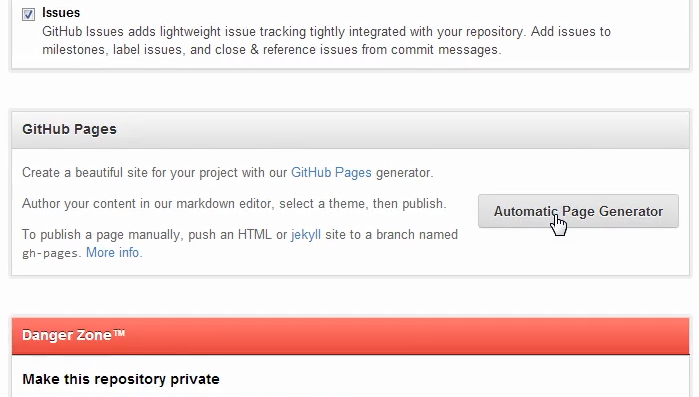 Issues
GitHub Issues adds lightweight issue tracking tightly integrated with your repository. Add issues to
milestones, label issues, and close & reference issues from commit messages.
GitHub Pages
Create a beautiful site for your project with our GitHub Pages generator.
Author your content in our markdown editor, select a theme, then publish.
To publish a page manually, push an HTML or jekyll site to a branch named
gh-pages. More info.
Automatic Page Generator
Danger Zone™
Make this repository private